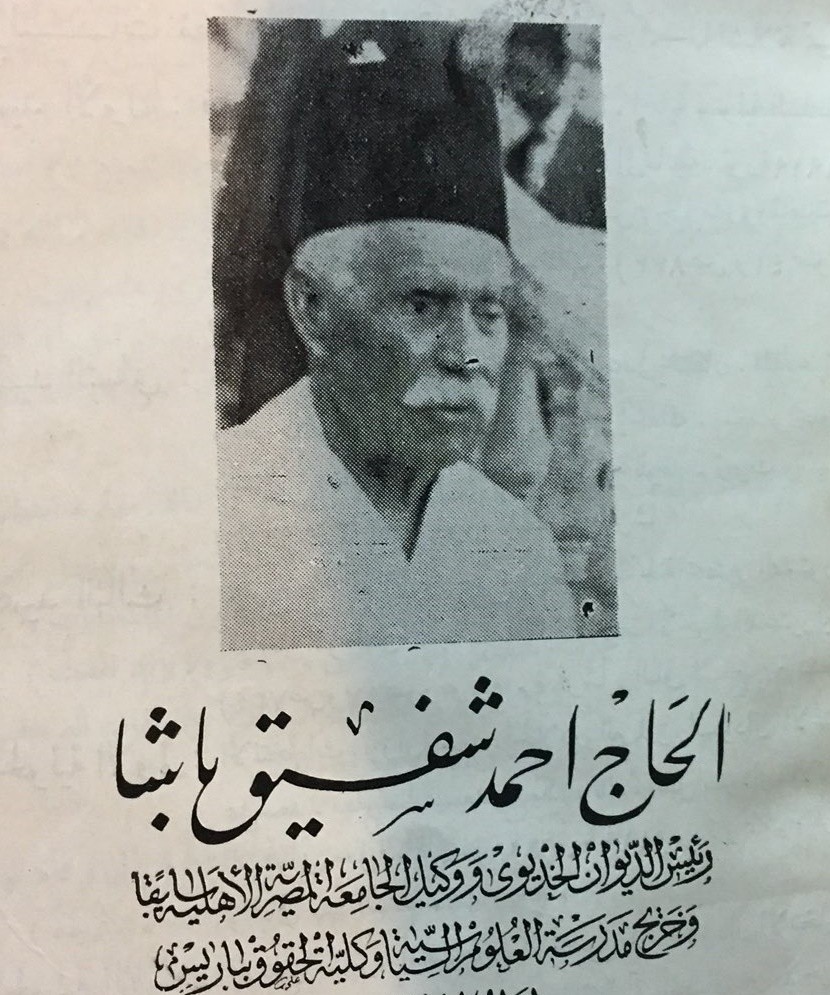 الحاج احمد شفيق باشا
رئيس الديوان الخديوى ووكيل الجامعة المصرية الأهلية سابقا
وخريج مدرسة العلوم السياسية وكلية الحقوق بباريس